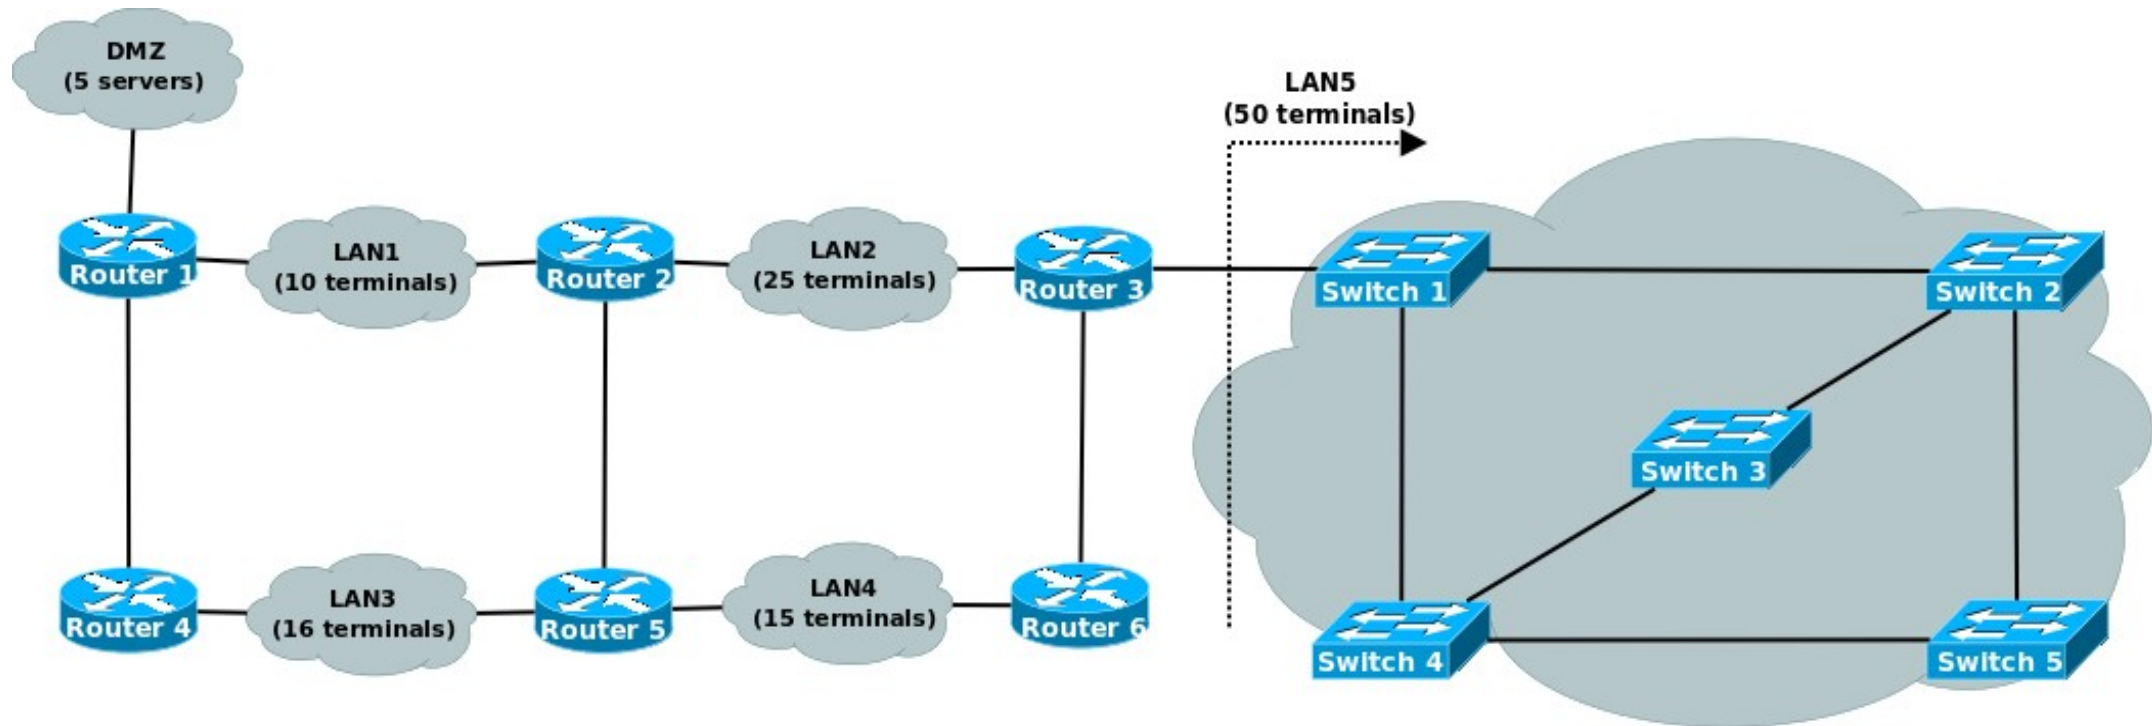 DMZ
(5 servers)
LAN5
(50 terminals)
Router 1
LAN1
(10 terminals)
Router 2
LAN2
(25 terminals)
Router 3
Switch 1
Switch 2
Switch 3
Router 4
LAN3
(16 terminals)
Router 5
LAN4
(15 terminals)
Router 6
Switch 4
Switch 5